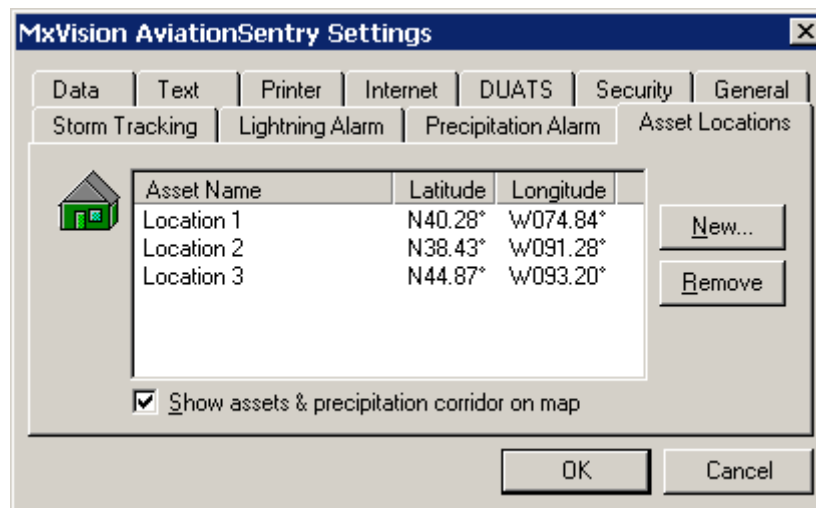 MxVision AviationSentry Settings
Data Text Printer Internet DUATS Security General
Storm Tracking Lightning Alarm Precipitation Alarm Asset Locations
Asset Name Latitude Longitude
Location 1 N40.28° W074.84°
Location 2 N38.43° W091.28°
Location 3 N44.87° W093.20°
New...
Remove
Show assets & precipitation corridor on map
OK Cancel